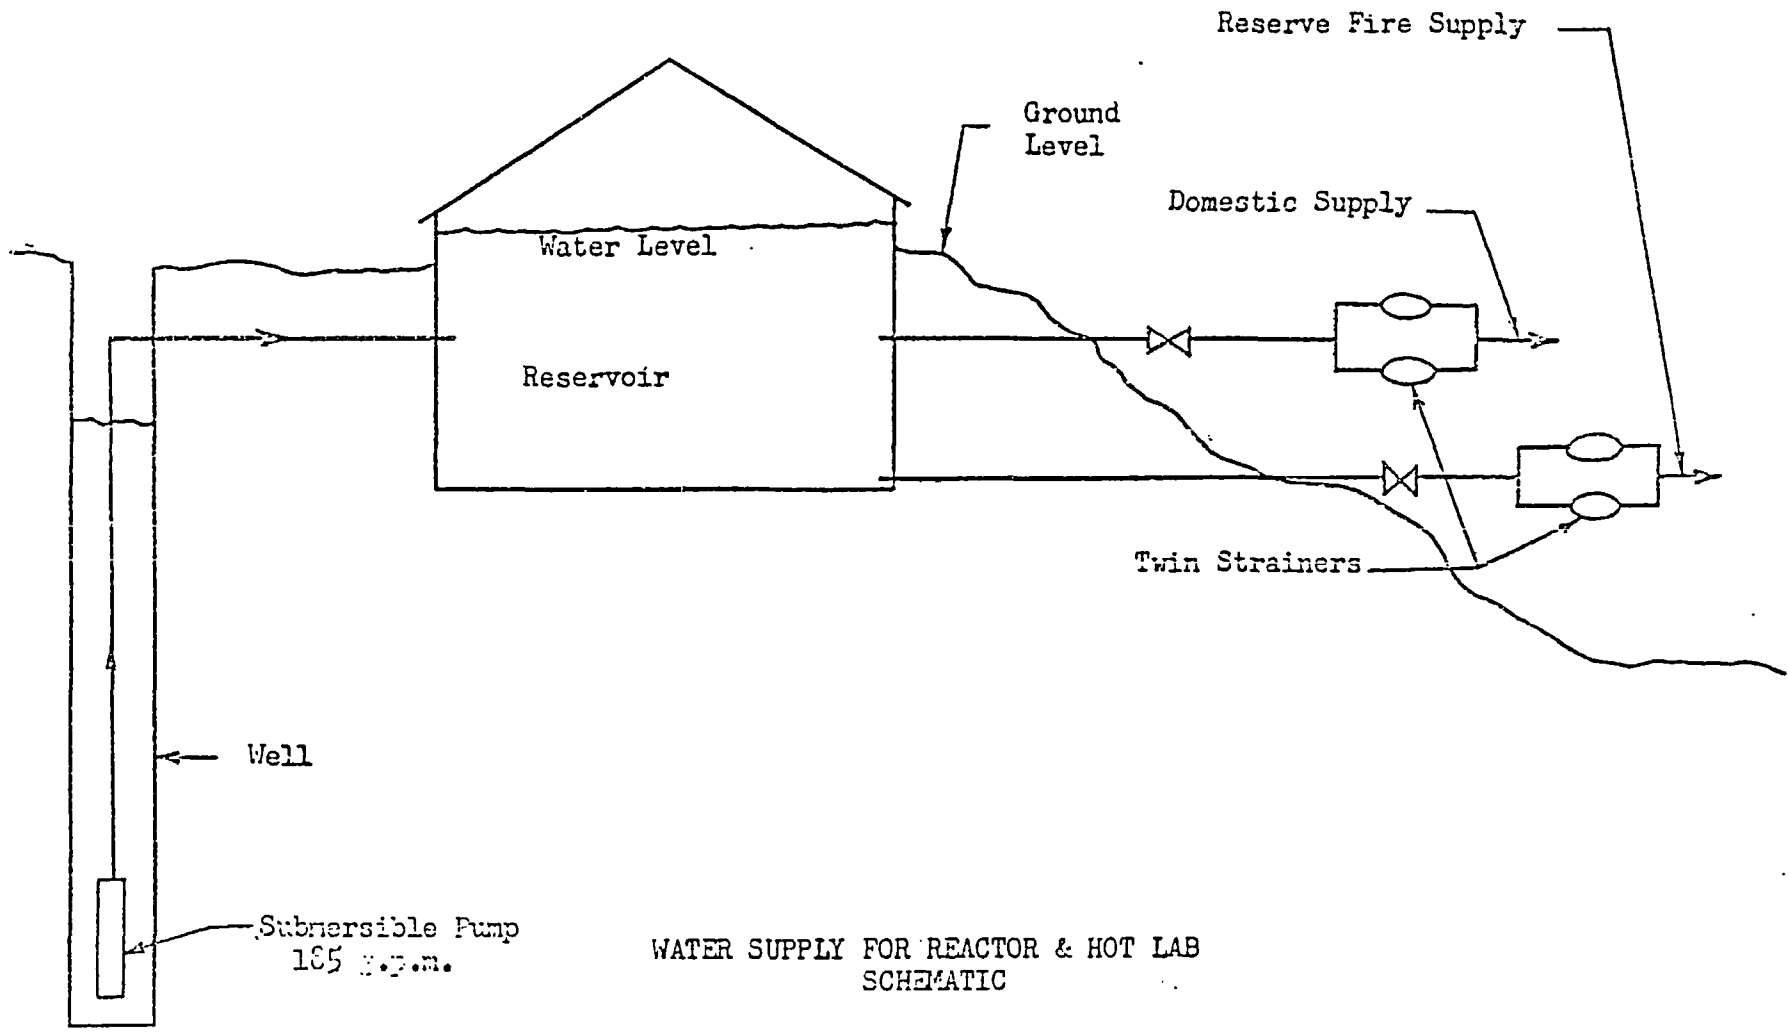 Reserve Fire Supply
Ground
Level
Domestic Supply
Water Level
Reservoir
Twin Strainers
Well
Submersible Pump
WATER SUPPLY FOR REACTOR & HOT LAB
SCHEMATIC